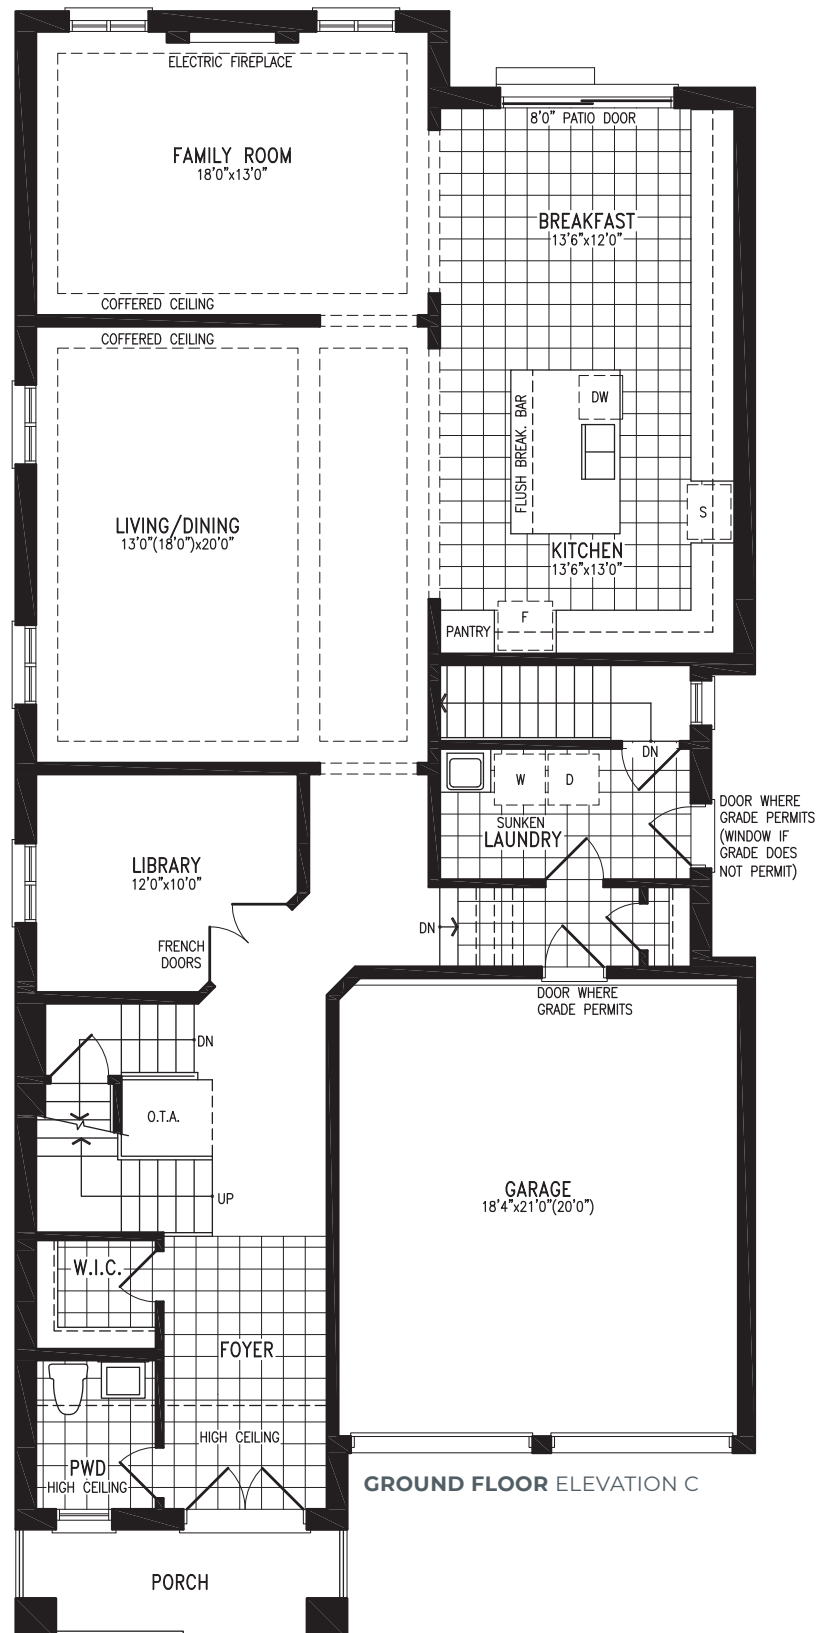 ELECTRIC FIREPLACE
FAMILY ROOM
18'0"x13'0"
COFFERED CEILING
8'0" PATIO DOOR
BREAKFAST
13'6"x12'0"
COFFERED CEILING
LIVING/DINING
13'0"(18'0")x20'0"
FLUSH BREAK. BAR
DW
S
KITCHEN
13'6"x13'0"
PANTRY
F
DN
W
D
SUNKEN
LAUNDRY
DOOR WHERE
GRADE PERMITS
(WINDOW IF
GRADE DOES
NOT PERMIT)
LIBRARY
12'0"x10'0"
FRENCH
DOORS
DN
DOOR WHERE
GRADE PERMITS
DN
O.T.A.
UP
GARAGE
18'4"x21'0"(20'0")
W.I.C.
FOYER
HIGH CEILING
PWD
HIGH CEILING
GROUND FLOOR ELEVATION C
PORCH